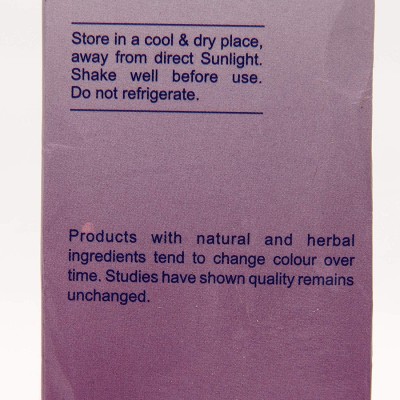 Store in a cool & dry place,
away from direct Sunlight.
Shake well before use.
Do not refrigerate.
Products with natural and herbal
ingredients tend to change colour over
time. Studies have shown quality remains
unchanged.